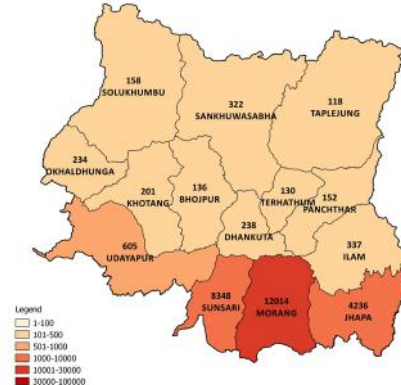 158
SOLUKHUMBU
322
SANKHUWASABHA
118
TAPLEJUNG
234
OKHALDHUNGA
201
KHOTANG
136
BHOJPUR
130
TERHATHUM
152
PANCHTHAR
238
DHANKUTA
605
UDAYAPUR
337
ILAM
8348
SUNSARI
12014
MORANG
4236
JHAPA
Legend
1-100
101-500
501-1000
1000-10000
10001-30000
30000-100000